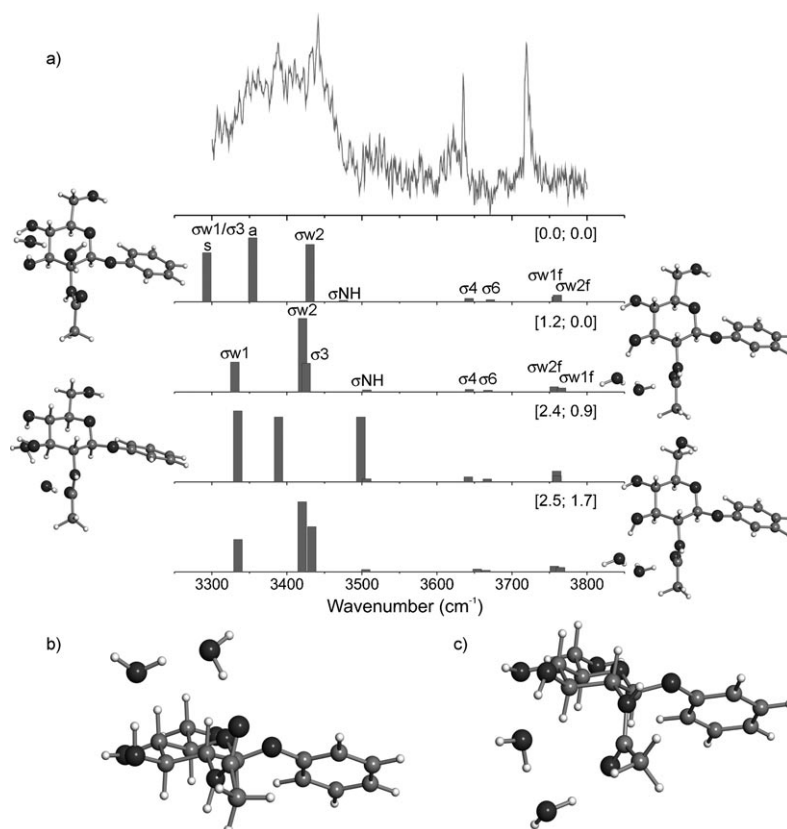 a)
[0.0; 0.0]
σw1/σ3
s
a
σw2
σNH
σ4 σ6
σw1f
σw2f
[1.2; 0.0]
σw1
σw2
σ3
σNH
σ4 σ6
σw2f
σw1f
[2.4; 0.9]
[2.5; 1.7]
3300 3400 3500 3600 3700 3800
Wavenumber (cm⁻¹)
b)
c)